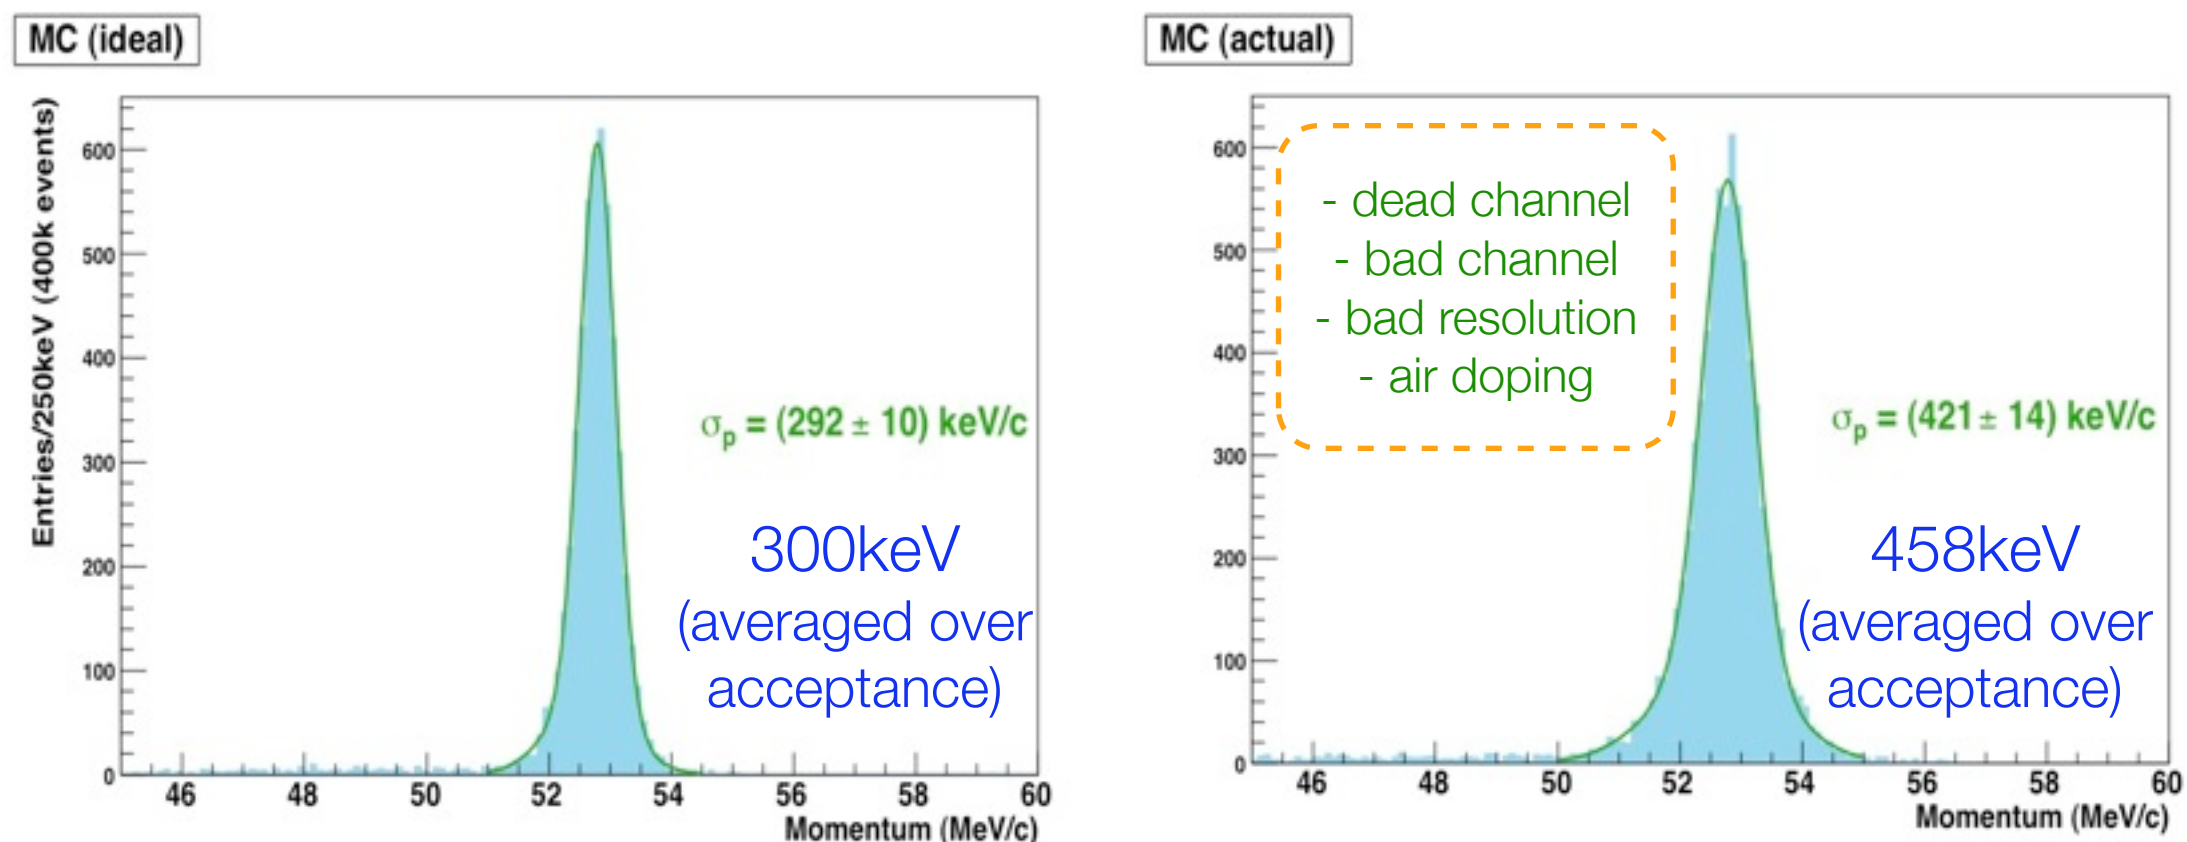 MC (ideal)
Entries/250keV (400k events)
600
500
400
300
200
100
0
σp = (292 ± 10) keV/c
300keV
(averaged over
acceptance)
46 48 50 52 54 56 58 60
Momentum (MeV/c)
MC (actual)
600
500
400
300
200
100
0
- dead channel
- bad channel
- bad resolution
- air doping
σp = (421 ± 14) keV/c
458keV
(averaged over
acceptance)
46 48 50 52 54 56 58 60
Momentum (MeV/c)